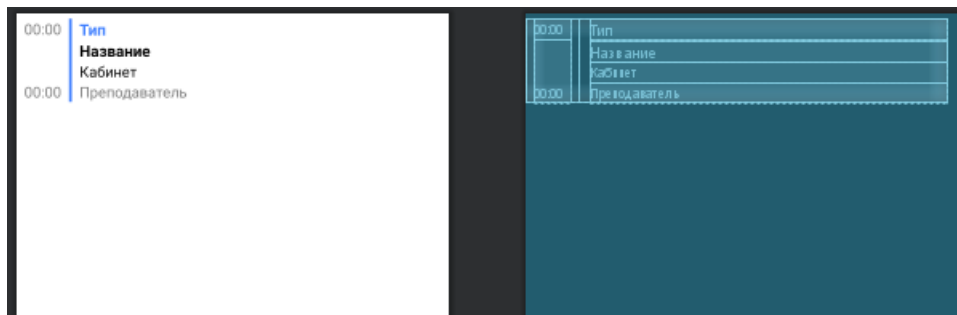 00:00 Тип
Название
Кабинет
00:00 Преподаватель
00:00 Тип
Название
Кабинет
00:00 Преподаватель